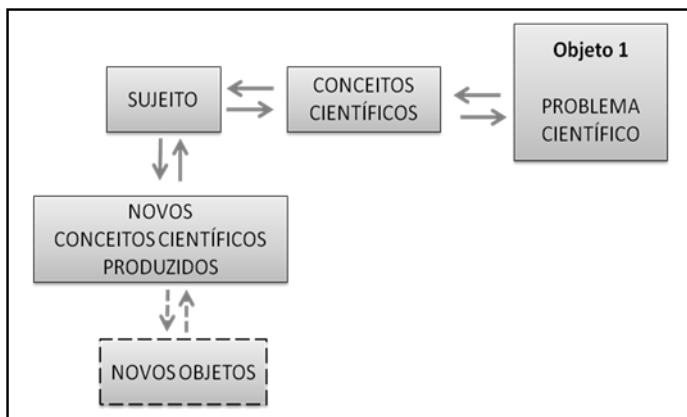 Objeto 1
SUJEITO
CONCEITOS
CIENTÍFICOS
PROBLEMA
CIENTÍFICO
NOVOS
CONCEITOS CIENTÍFICOS
PRODUZIDOS
NOVOS OBJETOS